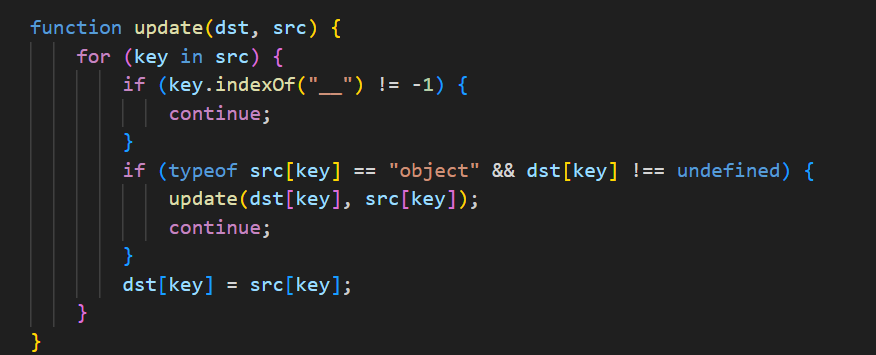 function update(dst, src) {
    for (key in src) {
        if (key.indexOf("__") != -1) {
            continue;
        }
        if (typeof src[key] == "object" && dst[key] !== undefined) {
            update(dst[key], src[key]);
            continue;
        }
        dst[key] = src[key];
    }
}